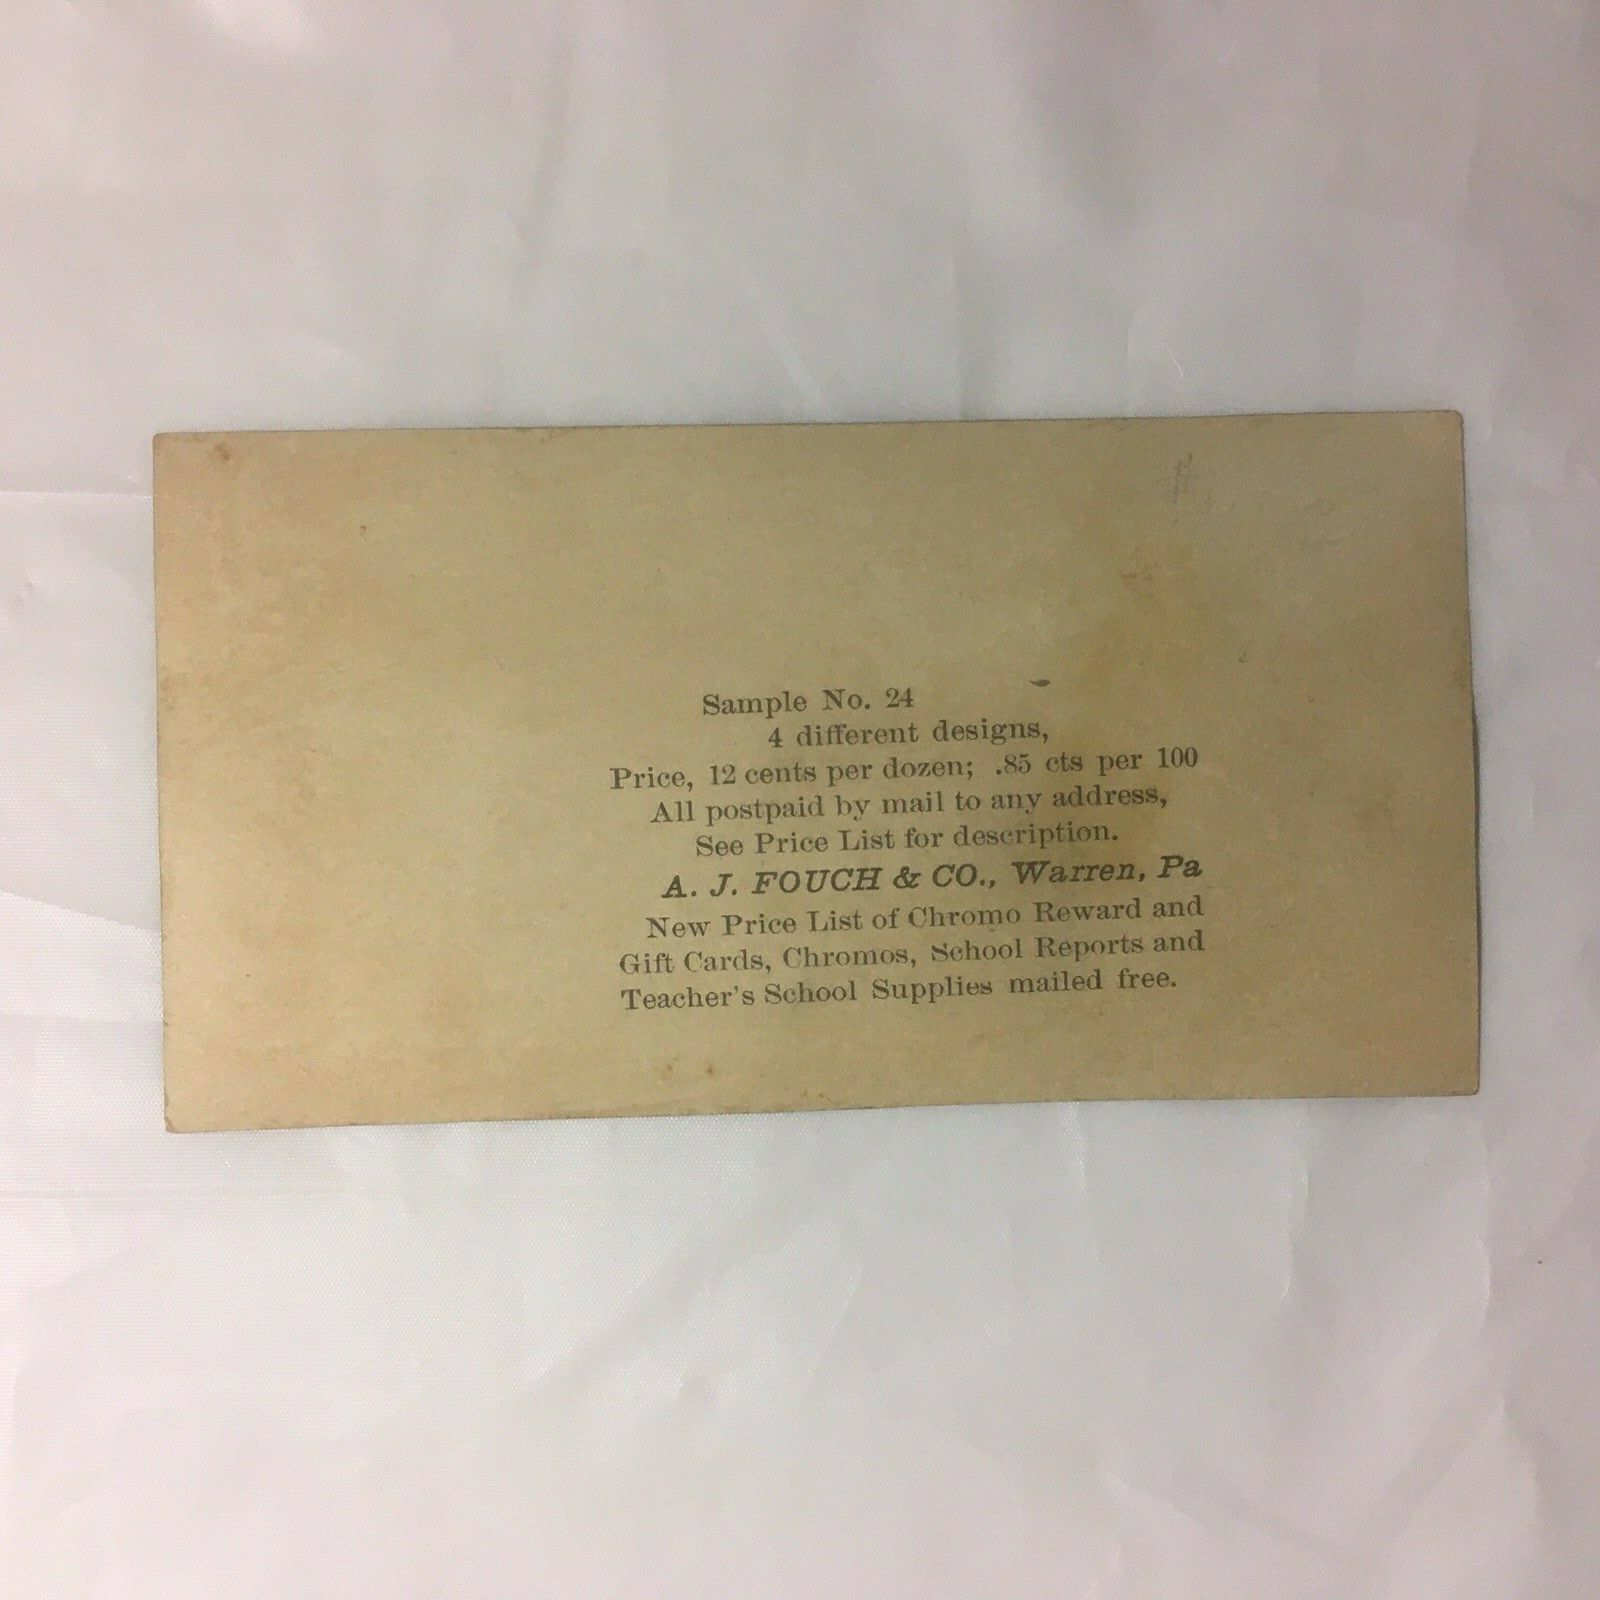 #
Sample No. 24
4 different designs,
Price, 12 cents per dozen; .85 cts per 100
All postpaid by mail to any address,
See Price List for description.
A. J. FOUCH & CO., Warren, Pa
New Price List of Chromo Reward and
Gift Cards, Chromos, School Reports and
Teacher's School Supplies mailed free.